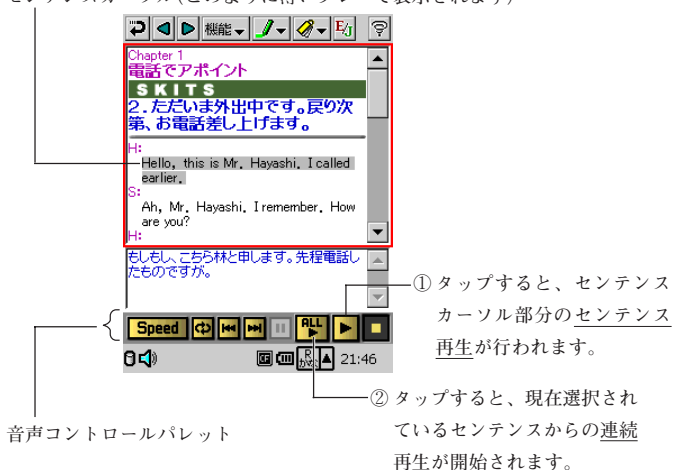 機能
E/J
Chapter 1
電話でアポイント
SKITS
2.ただいま外出中です。戻り次
第、お電話差し上げます。
H:
Hello, this is Mr. Hayashi. I called
earlier.
S:
Ah, Mr. Hayashi. I remember. How
are you?
H:
もしもし、こちら林と申します。先程電話し
たものですが。
① タップすると、センテンス
カーソル部分のセンテンス
再生が行われます。
Speed
ALL
21:46
② タップすると、現在選択され
ているセンテンスからの連続
再生が開始されます。
音声コントロールパレット